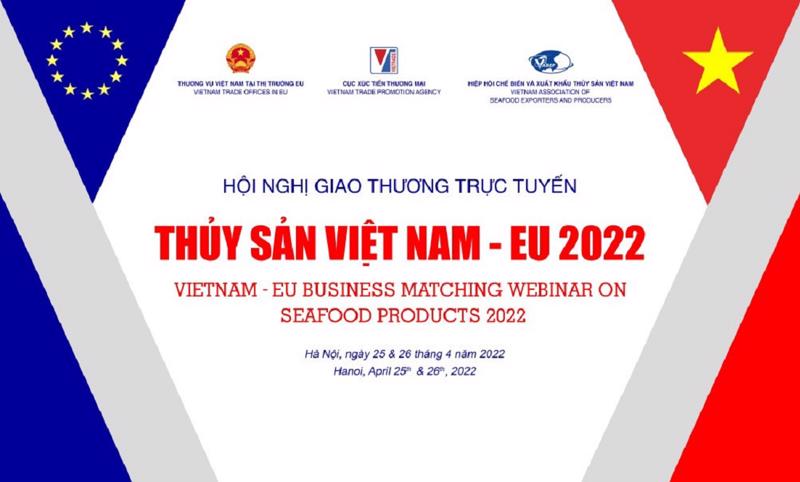 THƯƠNG VỤ VIỆT NAM TẠI THỊ TRƯỜNG EU
VIETNAM TRADE OFFICES IN EU
VIETRADE
CỤC XÚC TIẾN THƯƠNG MẠI
VIETNAM TRADE PROMOTION AGENCY
HIỆP HỘI CHẾ BIẾN VÀ XUẤT KHẨU THỦY SẢN VIỆT NAM
VIETNAM ASSOCIATION OF
SEAFOOD EXPORTERS AND PRODUCERS
HỘI NGHỊ GIAO THƯƠNG TRỰC TUYẾN
THỦY SẢN VIỆT NAM - EU 2022
VIETNAM - EU BUSINESS MATCHING WEBINAR ON
SEAFOOD PRODUCTS 2022
Hà Nội, ngày 25 & 26 tháng 4 năm 2022
Hanoi, April 25th & 26th, 2022